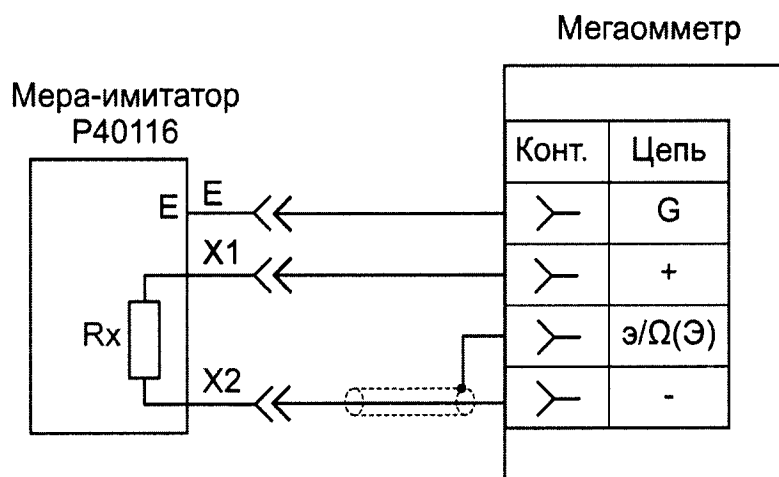 Мегаомметр
Мера-имитатор
Р40116
Конт. Цепь
E E G
X1 +
Rx э/Ω(Э)
X2 -